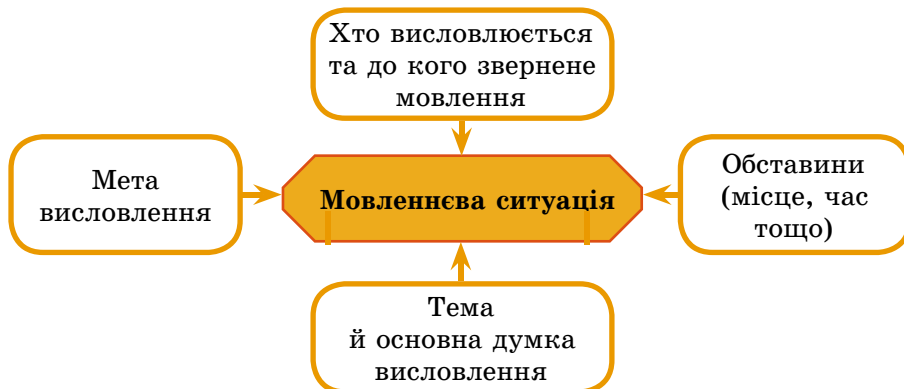 Хто висловлюється
та до кого звернене
мовлення
Мета
висловлення
Мовленнєва ситуація
Обставини
(місце, час
тощо)
Тема
й основна думка
висловлення